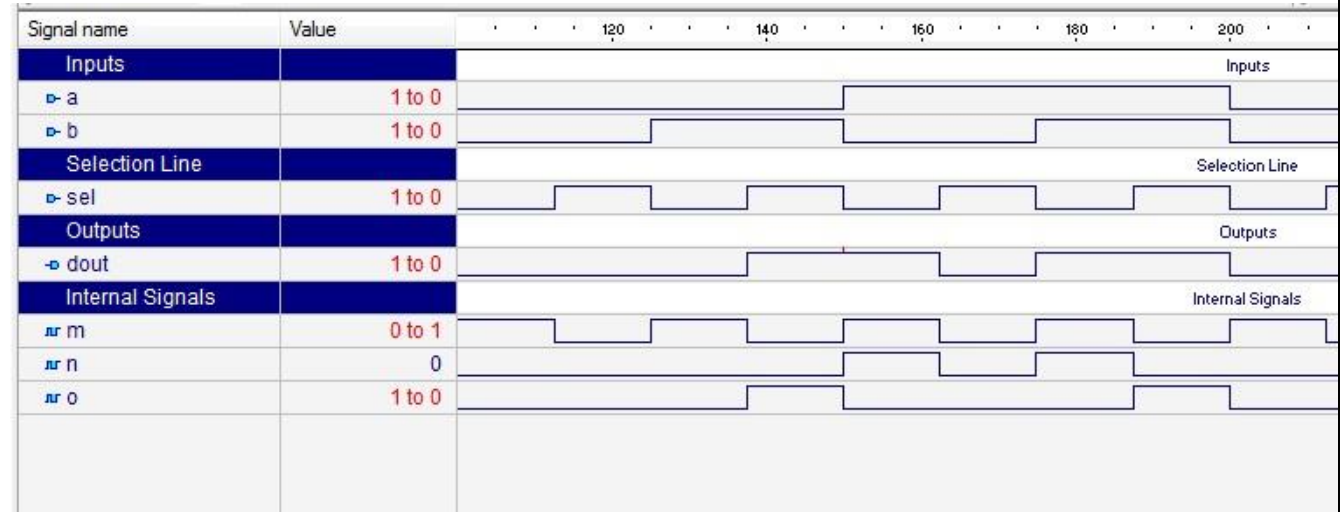 Signal name Value 120 140 160 180 200
Inputs Inputs
a 1 to 0
b 1 to 0
Selection Line Selection Line
sel 1 to 0
Outputs Outputs
dout 1 to 0
Internal Signals Internal Signals
m 0 to 1
n 0
o 1 to 0